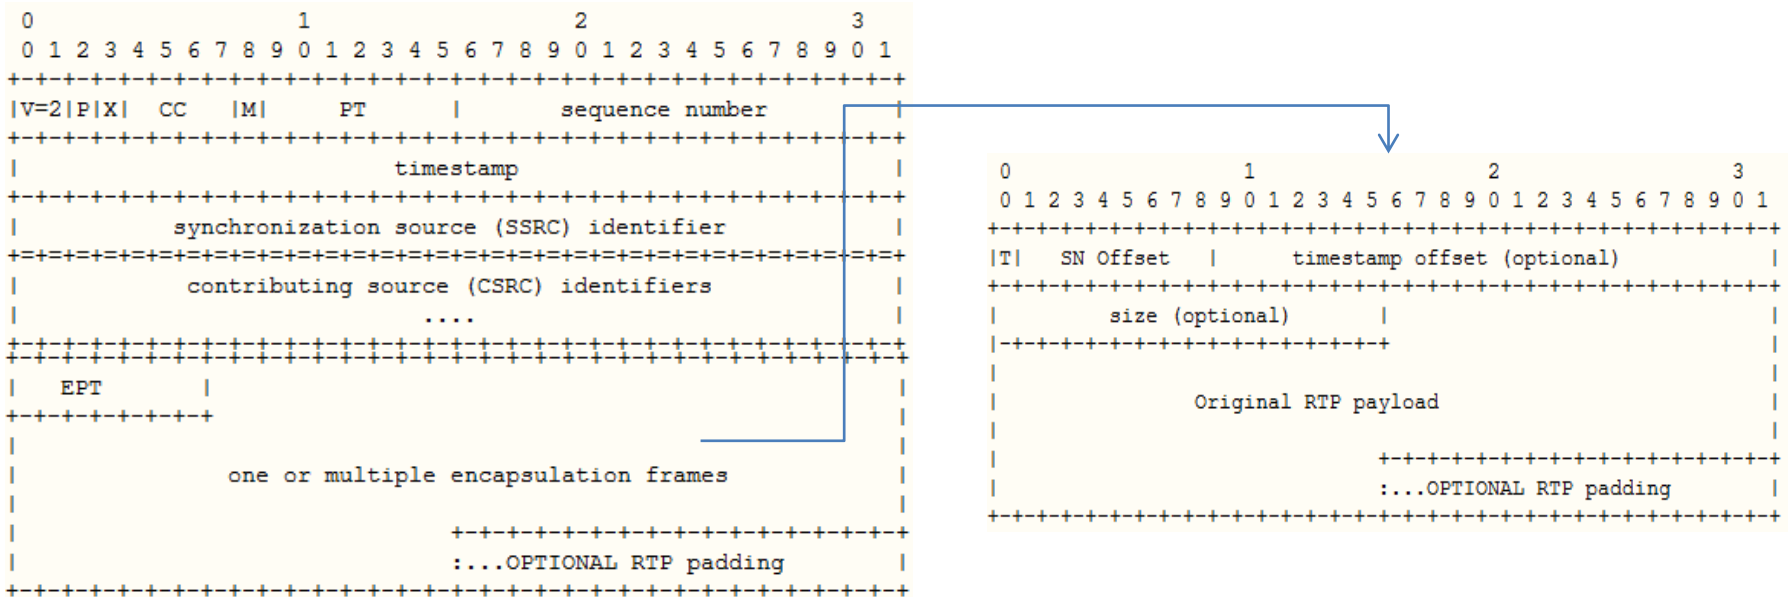 0                   1                   2                   3
0 1 2 3 4 5 6 7 8 9 0 1 2 3 4 5 6 7 8 9 0 1 2 3 4 5 6 7 8 9 0 1
+-+-+-+-+-+-+-+-+-+-+-+-+-+-+-+-+-+-+-+-+-+-+-+-+-+-+-+-+-+-+-+-+
|V=2|P|X|  CC   |M|     PT      |       sequence number         |
+-+-+-+-+-+-+-+-+-+-+-+-+-+-+-+-+-+-+-+-+-+-+-+-+-+-+-+-+-+-+-+-+
|                           timestamp                           |
+-+-+-+-+-+-+-+-+-+-+-+-+-+-+-+-+-+-+-+-+-+-+-+-+-+-+-+-+-+-+-+-+
|           synchronization source (SSRC) identifier            |
+=+=+=+=+=+=+=+=+=+=+=+=+=+=+=+=+=+=+=+=+=+=+=+=+=+=+=+=+=+=+=+=+
|            contributing source (CSRC) identifiers             |
|                             ....                              |
+-+-+-+-+-+-+-+-+-+-+-+-+-+-+-+-+-+-+-+-+-+-+-+-+-+-+-+-+-+-+-+-+
+-+-+-+-+-+-+-+-+-+-+-+-+-+-+-+-+-+-+-+-+-+-+-+-+-+-+-+-+-+-+-+-+
|   EPT       |                                                 |
+-+-+-+-+-+-+-+                                                 |
|                                                               |
|               one or multiple encapsulation frames            |
|                                                               |
|                               +-+-+-+-+-+-+-+-+-+-+-+-+-+-+-+-+
|                               :...OPTIONAL RTP padding        |
+-+-+-+-+-+-+-+-+-+-+-+-+-+-+-+-+-+-+-+-+-+-+-+-+-+-+-+-+-+-+-+-+
0                   1                   2                   3
0 1 2 3 4 5 6 7 8 9 0 1 2 3 4 5 6 7 8 9 0 1 2 3 4 5 6 7 8 9 0 1
+-+-+-+-+-+-+-+-+-+-+-+-+-+-+-+-+-+-+-+-+-+-+-+-+-+-+-+-+-+-+-+-+
|T|   SN Offset   |      timestamp offset (optional)            |
+-+-+-+-+-+-+-+-+-+-+-+-+-+-+-+-+-+-+-+-+-+-+-+-+-+-+-+-+-+-+-+-+
|         size (optional)       |                               |
|-+-+-+-+-+-+-+-+-+-+-+-+-+-+-+-+                               |
|                                                               |
|                Original RTP payload                           |
|                                                               |
|                               +-+-+-+-+-+-+-+-+-+-+-+-+-+-+-+-+
|                               :...OPTIONAL RTP padding        |
+-+-+-+-+-+-+-+-+-+-+-+-+-+-+-+-+-+-+-+-+-+-+-+-+-+-+-+-+-+-+-+-+